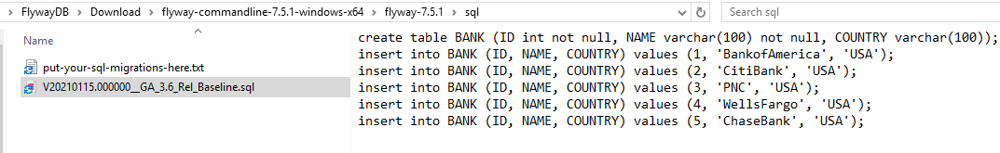 FlywayDB > Download > flyway-commandline-7.5.1-windows-x64 > flyway-7.5.1 > sql
Search sql
Name
put-your-sql-migrations-here.txt
V20210115.000000__GA_3.6_Rel_Baseline.sql
create table BANK (ID int not null, NAME varchar(100) not null, COUNTRY varchar(100));
insert into BANK (ID, NAME, COUNTRY) values (1, 'BankofAmerica', 'USA');
insert into BANK (ID, NAME, COUNTRY) values (2, 'CitiBank', 'USA');
insert into BANK (ID, NAME, COUNTRY) values (3, 'PNC', 'USA');
insert into BANK (ID, NAME, COUNTRY) values (4, 'WellsFargo', 'USA');
insert into BANK (ID, NAME, COUNTRY) values (5, 'ChaseBank', 'USA');